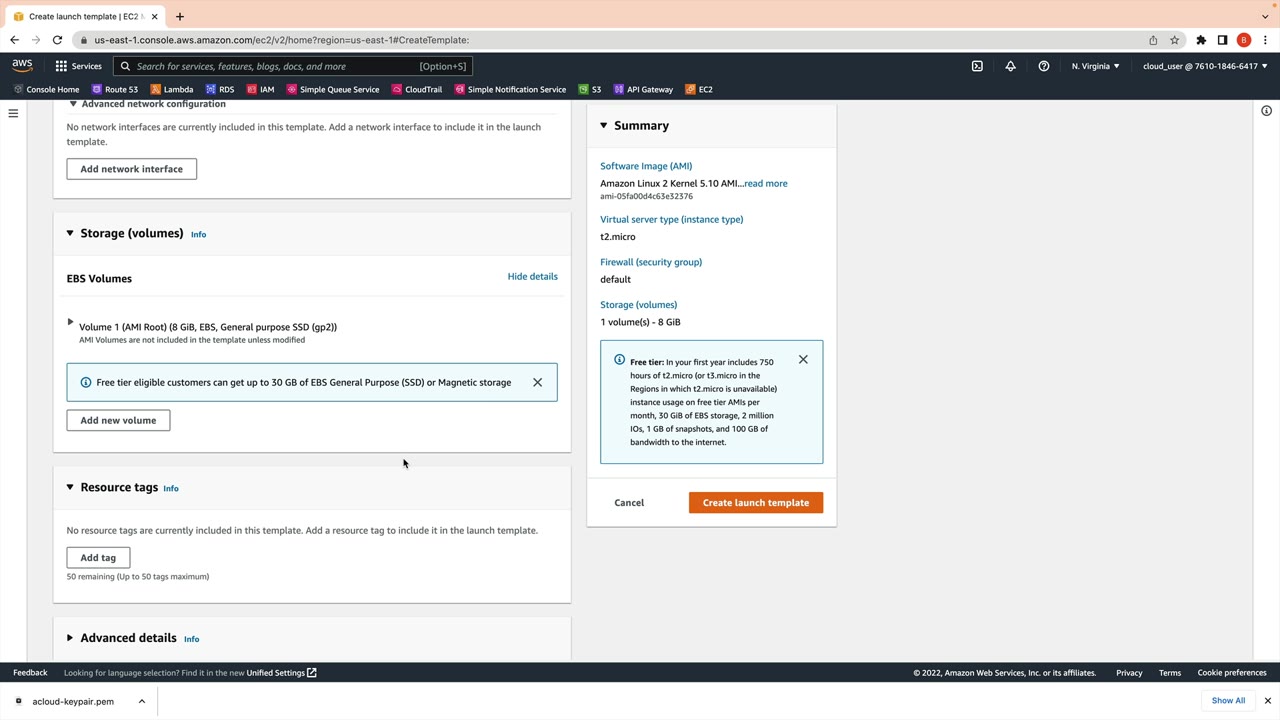 Create launch template | EC2 M
us-east-1.console.aws.amazon.com/ec2/v2/home?region=us-east-1#CreateTemplate:
B
aws
Services
Search for services, features, blogs, docs, and more
[Option+S]
N. Virginia
cloud_user @ 7610-1846-6417
Console Home
Route 53
Lambda
RDS
IAM
Simple Queue Service
CloudTrail
Simple Notification Service
S3
API Gateway
EC2
Advanced network configuration
No network interfaces are currently included in this template. Add a network interface to include it in the launch
template.
Add network interface
Storage (volumes) Info
EBS Volumes
Hide details
Volume 1 (AMI Root) (8 GiB, EBS, General purpose SSD (gp2))
AMI Volumes are not included in the template unless modified
Free tier eligible customers can get up to 30 GB of EBS General Purpose (SSD) or Magnetic storage
Add new volume
Resource tags Info
No resource tags are currently included in this template. Add a resource tag to include it in the launch template.
Add tag
50 remaining (Up to 50 tags maximum)
Advanced details Info
Summary
Software Image (AMI)
Amazon Linux 2 Kernel 5.10 AMI...read more
ami-05fa00d4c63e32376
Virtual server type (instance type)
t2.micro
Firewall (security group)
default
Storage (volumes)
1 volume(s) - 8 GiB
Free tier: In your first year includes 750
hours of t2.micro (or t3.micro in the
Regions in which t2.micro is unavailable)
instance usage on free tier AMIs per
month, 30 GiB of EBS storage, 2 million
IOs, 1 GB of snapshots, and 100 GB of
bandwidth to the internet.
Cancel
Create launch template
Feedback
Looking for language selection? Find it in the new Unified Settings
© 2022, Amazon Web Services, Inc. or its affiliates.
Privacy
Terms
Cookie preferences
acloud-keypair.pem
Show All